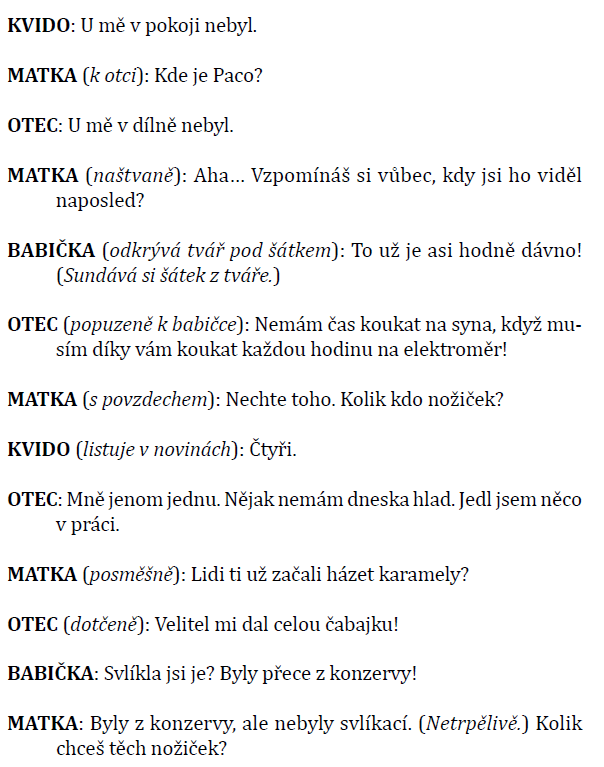 KVIDO: U mě v pokoji nebyl.
MATKA (k otci): Kde je Paco?
OTEC: U mě v dílně nebyl.
MATKA (naštvaně): Aha… Vzpomínáš si vůbec, kdy jsi ho viděl
naposled?
BABIČKA (odkrývá tvář pod šátkem): To už je asi hodně dávno!
(Sundává si šátek z tváře.)
OTEC (popuzeně k babičce): Nemám čas koukat na syna, když mu-
sím díky vám koukat každou hodinu na elektroměr!
MATKA (s povzdechem): Nechte toho. Kolik kdo nožiček?
KVIDO (listuje v novinách): Čtyři.
OTEC: Mně jenom jednu. Nějak nemám dneska hlad. Jedl jsem něco
v práci.
MATKA (posměšně): Lidi ti už začali házet karamely?
OTEC (dotčeně): Velitel mi dal celou čabajku!
BABIČKA: Svlíkla jsi je? Byly přece z konzervy!
MATKA: Byly z konzervy, ale nebyly svlíkací. (Netrpělivě.) Kolik
chceš těch nožiček?